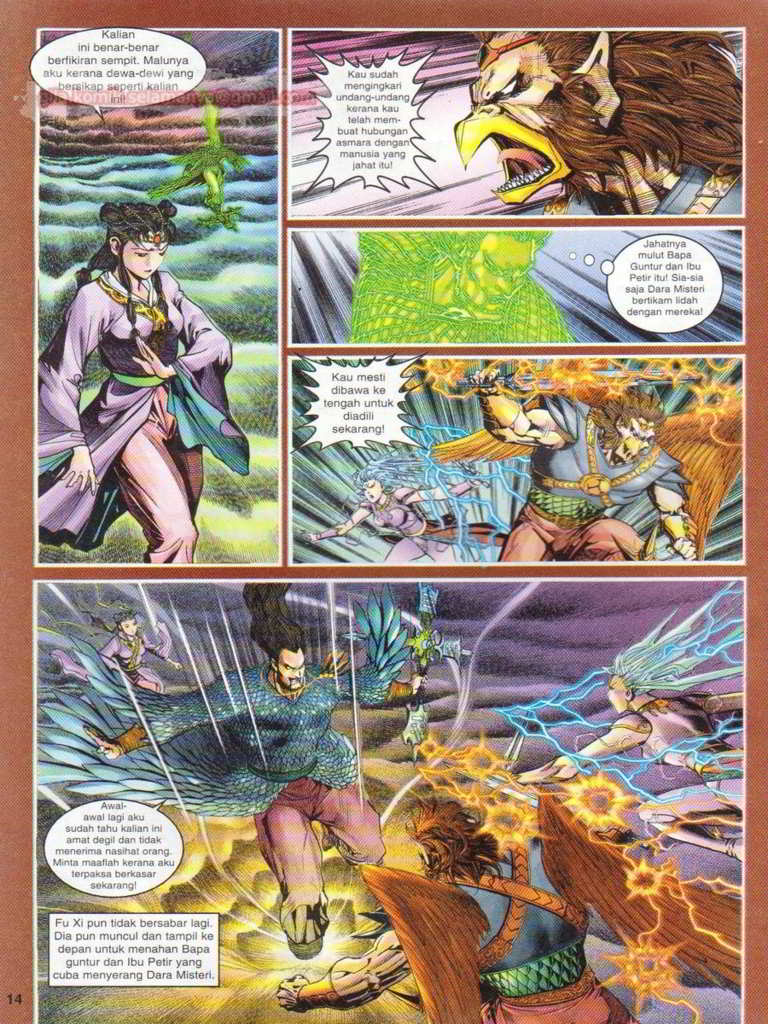 Kalian
ini benar-benar
berfikiran sempit. Malunya
aku kerana dewa-dewi yang
bersikap seperti kalian
ini!
Kau sudah
mengingkari
undang-undang
kerana kau
telah mem-
buat hubungan
asmara dengan
manusia yang
jahat itu!
Jahatnya
mulut Bapa
Guntur dan Ibu
Petir itu! Sia-sia
saja Dara Misteri
bertikam lidah
dengan mereka!
Kau mesti
dibawa ke
tengah untuk
diadili
sekarang!
Awal-
awal lagi aku
sudah tahu kalian ini
amat degil dan tidak
menerima nasihat orang.
Minta maaflah kerana aku
terpaksa berkasar
sekarang!
Fu Xi pun tidak bersabar lagi.
Dia pun muncul dan tampil ke
depan untuk menahan Bapa
guntur dan Ibu Petir yang
cuba menyerang Dara Misteri.
14